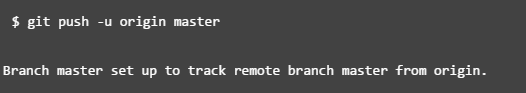 $ git push -u origin master
Branch master set up to track remote branch master from origin.